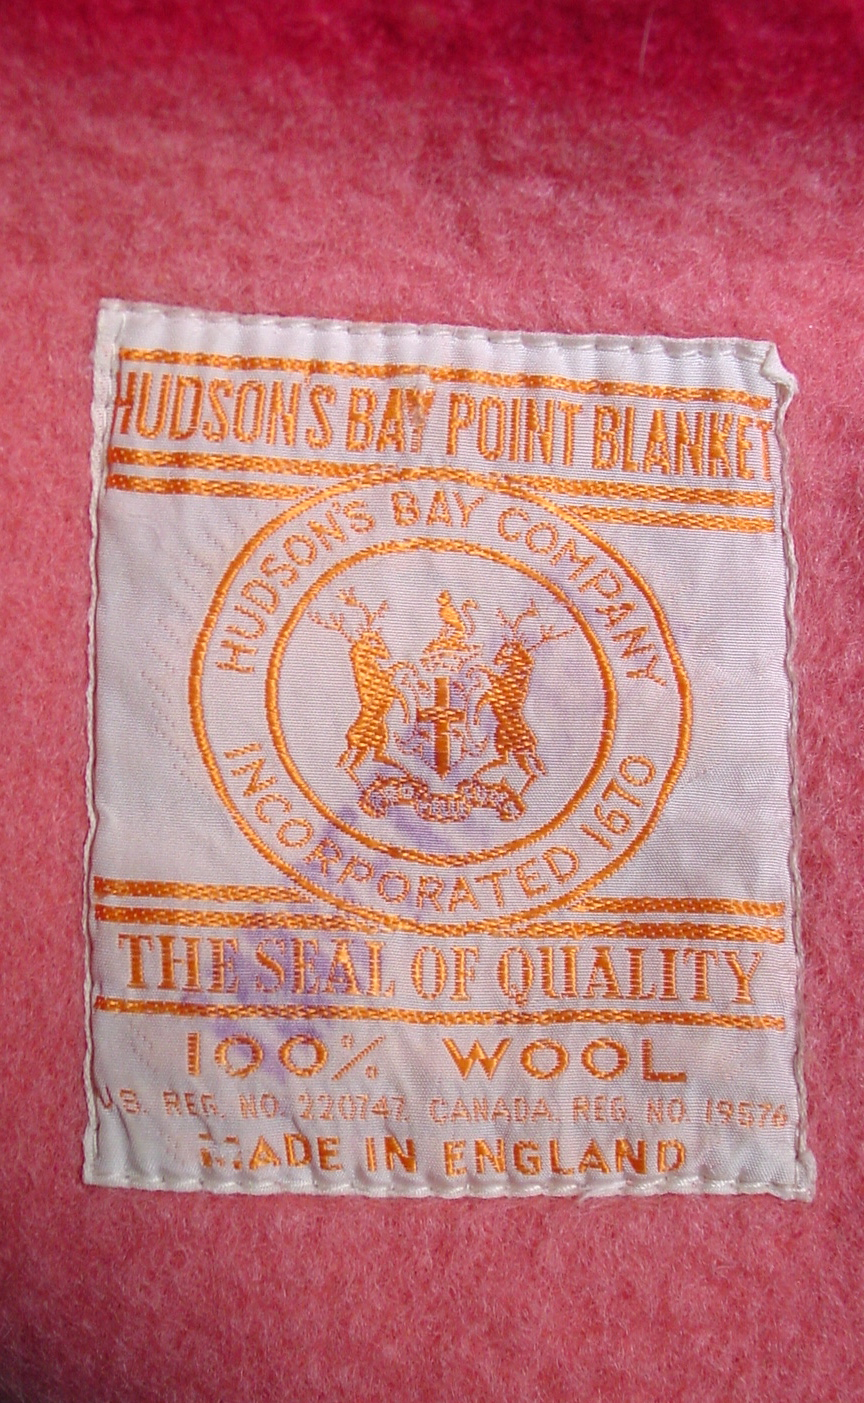 HUDSON'S BAY POINT BLANKET
HUDSON'S BAY COMPANY
INCORPORATED 1670
THE SEAL OF QUALITY
100% WOOL
U.S. REG. NO. 220747. CANADA. REG. NO. 19576
MADE IN ENGLAND